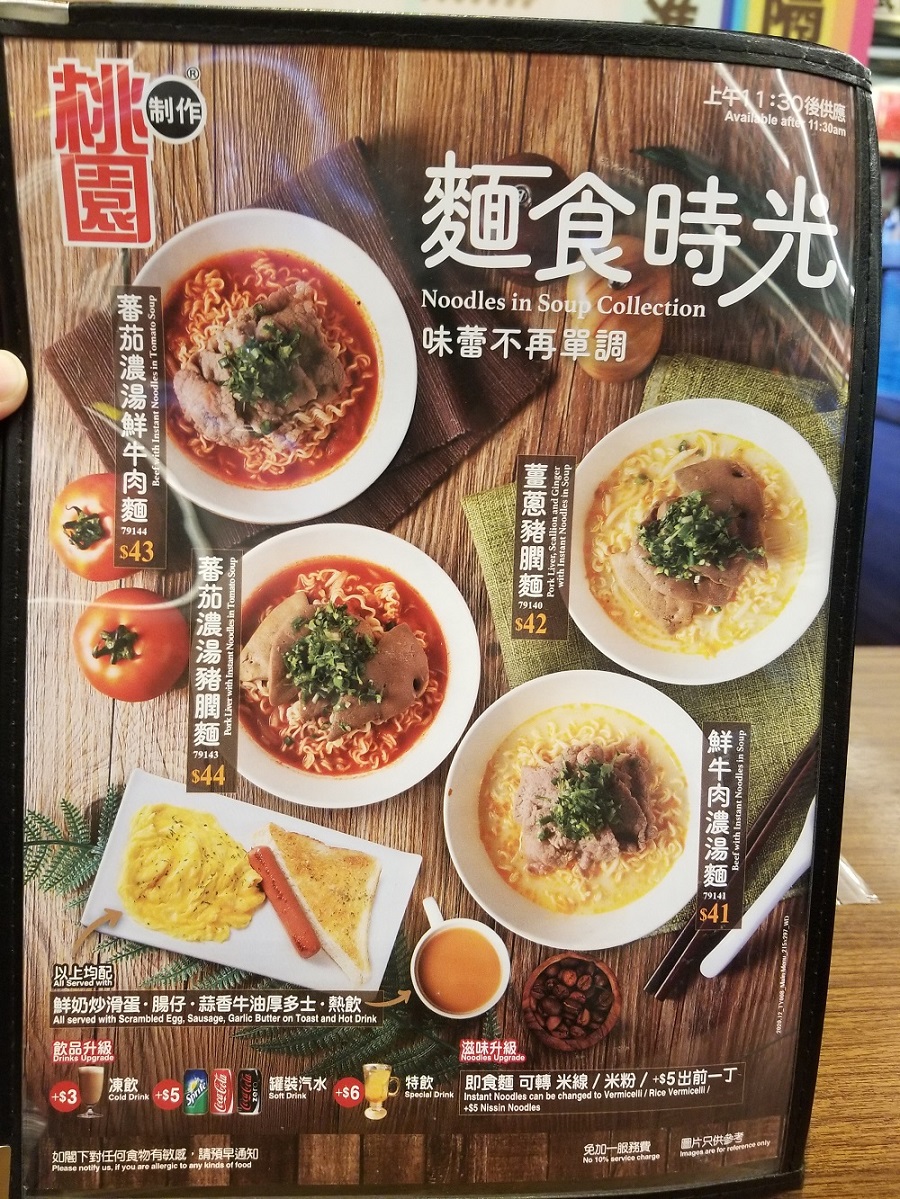 桃園
制作
®
上午11:30後供應
Available after 11:30am
麵食時光
Noodles in Soup Collection
味蕾不再單調
蕃茄濃湯鮮牛肉麵
Beef with Instant Noodles in Tomato Soup
79144
$43
薑蔥豬膶麵
Pork Liver, Scallion and Ginger
with Instant Noodles in Soup
79140
$42
蕃茄濃湯豬膶麵
Pork Liver with Instant Noodles in Tomato Soup
79143
$44
鮮牛肉濃湯麵
Beef with Instant Noodles in Soup
79141
$41
以上均配
All Served with
鮮奶炒滑蛋·腸仔·蒜香牛油厚多士·熱飲
All served with Scrambled Egg, Sausage, Garlic Butter on Toast and Hot Drink
飲品升級
Drinks Upgrade
+$3
凍飲
Cold Drink
+$5
Sprite
Coca-Cola
Coca-Cola
zero
罐裝汽水
Soft Drink
+$6
特飲
Special Drink
滋味升級
Noodles Upgrade
即食麵 可轉 米線 / 米粉 / +$5出前一丁
Instant Noodles can be changed to Vermicelli / Rice Vermicelli /
+$5 Nissin Noodles
如閣下對任何食物有敏感，請預早通知
Please notify us, if you are allergic to any kinds of food
免加一服務費
No 10% service charge
圖片只供參考
Images are for reference only